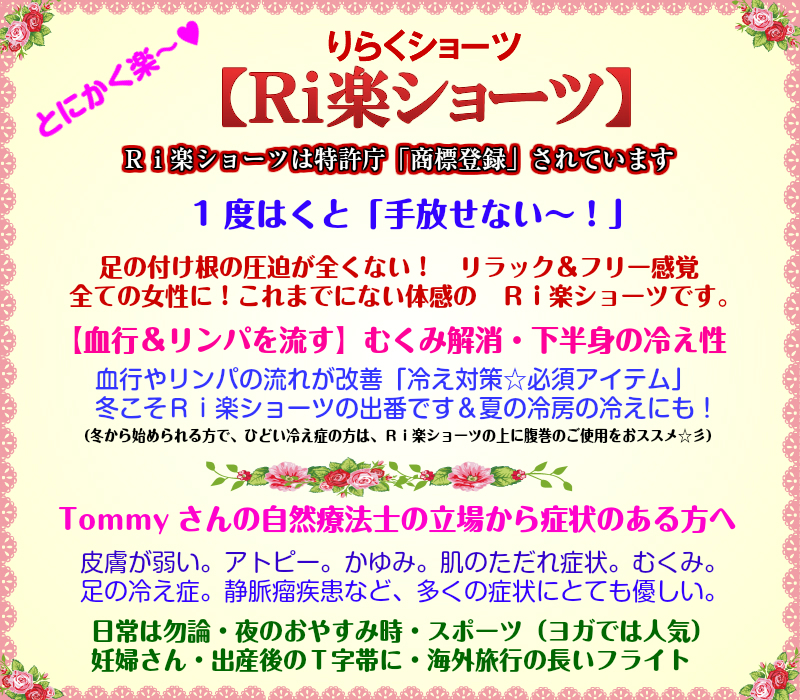 とにかく楽～♥
りらくショーツ
【Ri楽ショーツ】
Ｒｉ楽ショーツは特許庁「商標登録」されています
１度はくと「手放せない～！」
足の付け根の圧迫が全くない！　リラック＆フリー感覚
全ての女性に！これまでにない体感の　Ｒｉ楽ショーツです。
【血行＆リンパを流す】むくみ解消・下半身の冷え性
血行やリンパの流れが改善「冷え対策☆必須アイテム」
冬こそＲｉ楽ショーツの出番です＆夏の冷房の冷えにも！
（冬から始められる方で、ひどい冷え症の方は、Ｒｉ楽ショーツの上に腹巻のご使用をおススメ☆彡）
Tommy さんの自然療法士の立場から症状のある方へ
皮膚が弱い。アトピー。かゆみ。肌のただれ症状。むくみ。
足の冷え症。静脈瘤疾患など、多くの症状にとても優しい。
日常は勿論・夜のおやすみ時・スポーツ（ヨガでは人気）
妊婦さん・出産後のＴ字帯に・海外旅行の長いフライト